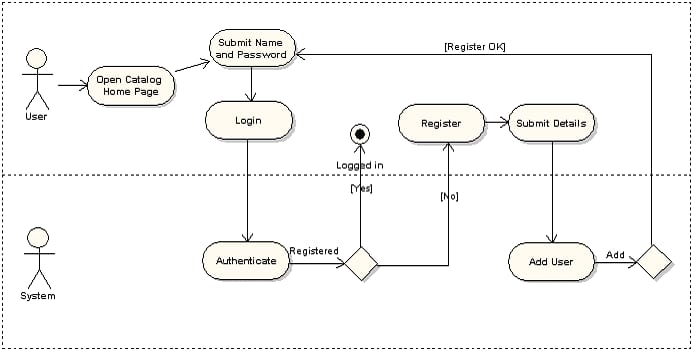 Submit Name
and Password
[Register OK]
Open Catalog
Home Page
User
Login
Register
Submit Details
Logged in
[Yes]
[No]
System
Authenticate
Registered
Add User
Add